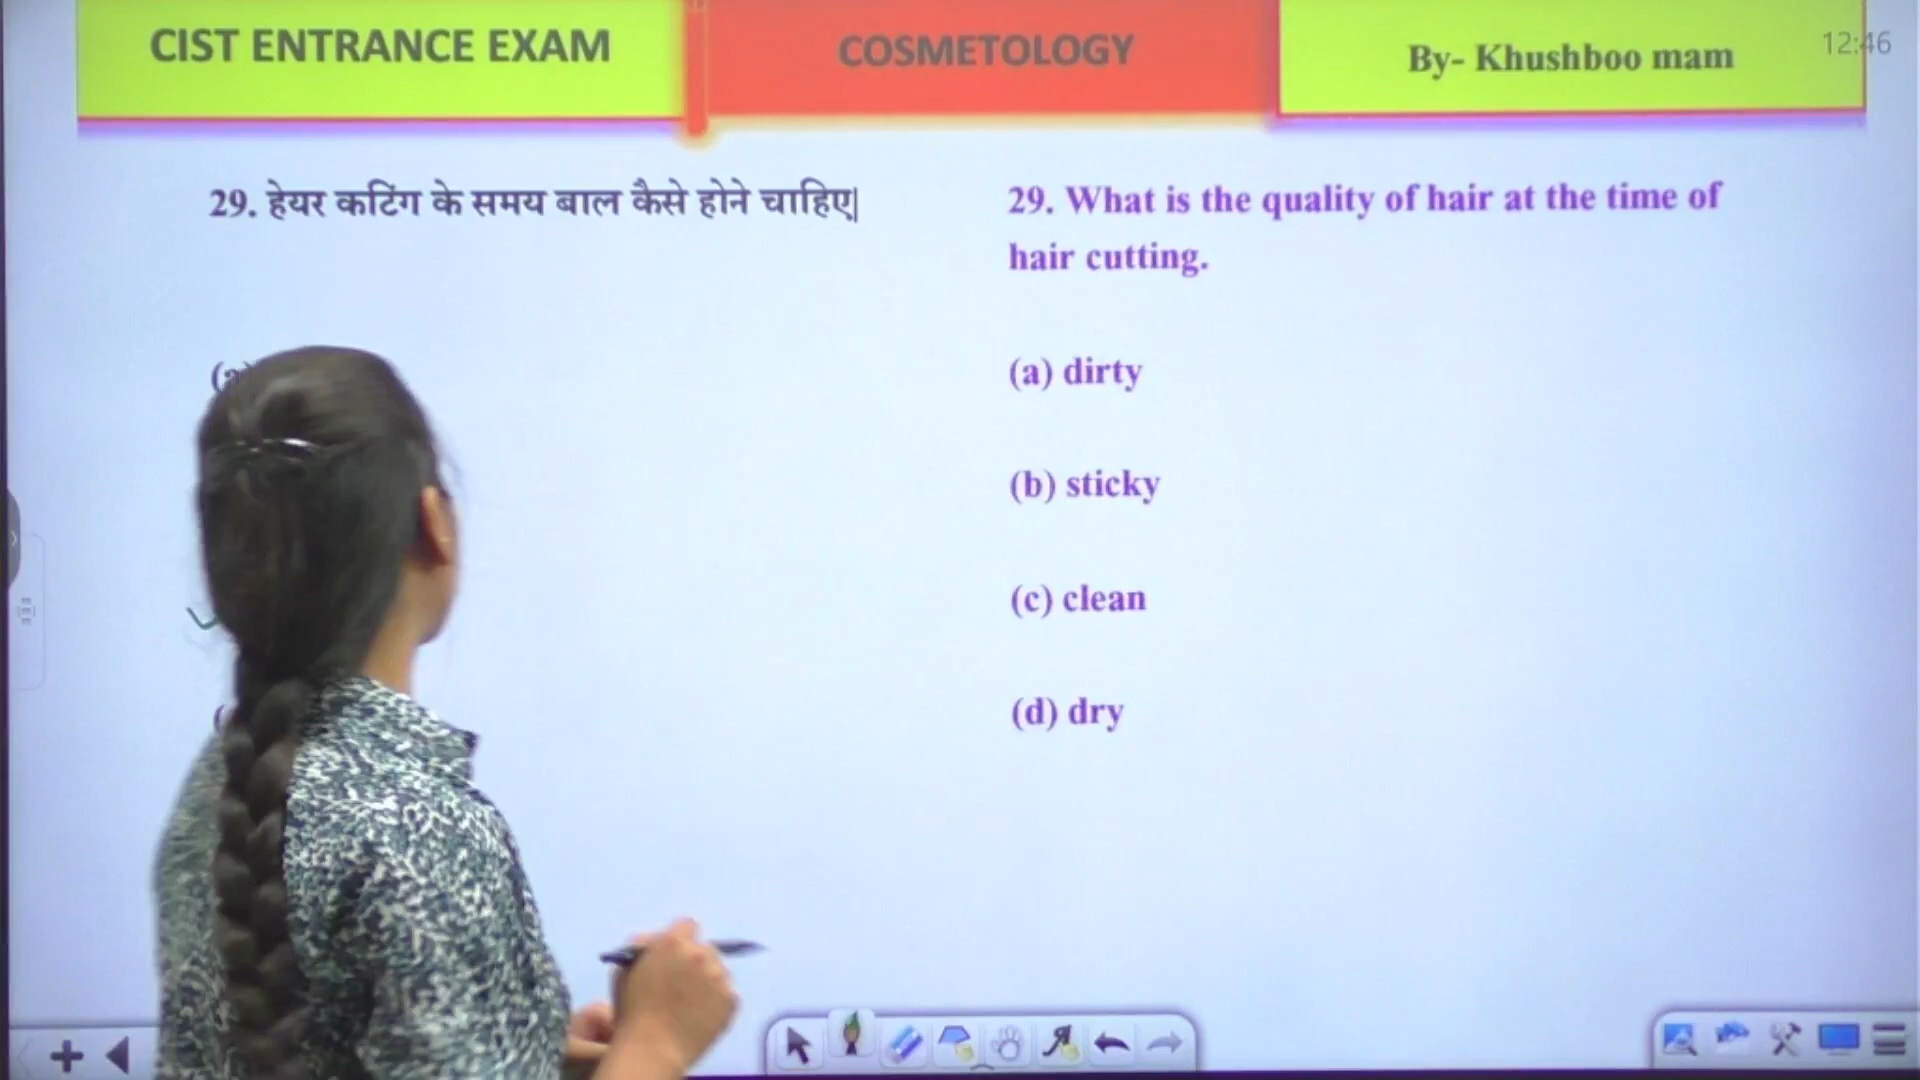 CIST ENTRANCE EXAM
COSMETOLOGY
By- Khushboo mam
12:46
29. हेयर कटिंग के समय बाल कैसे होने चाहिए|
29. What is the quality of hair at the time of
hair cutting.
(a) dirty
(b) sticky
(c) clean
(d) dry